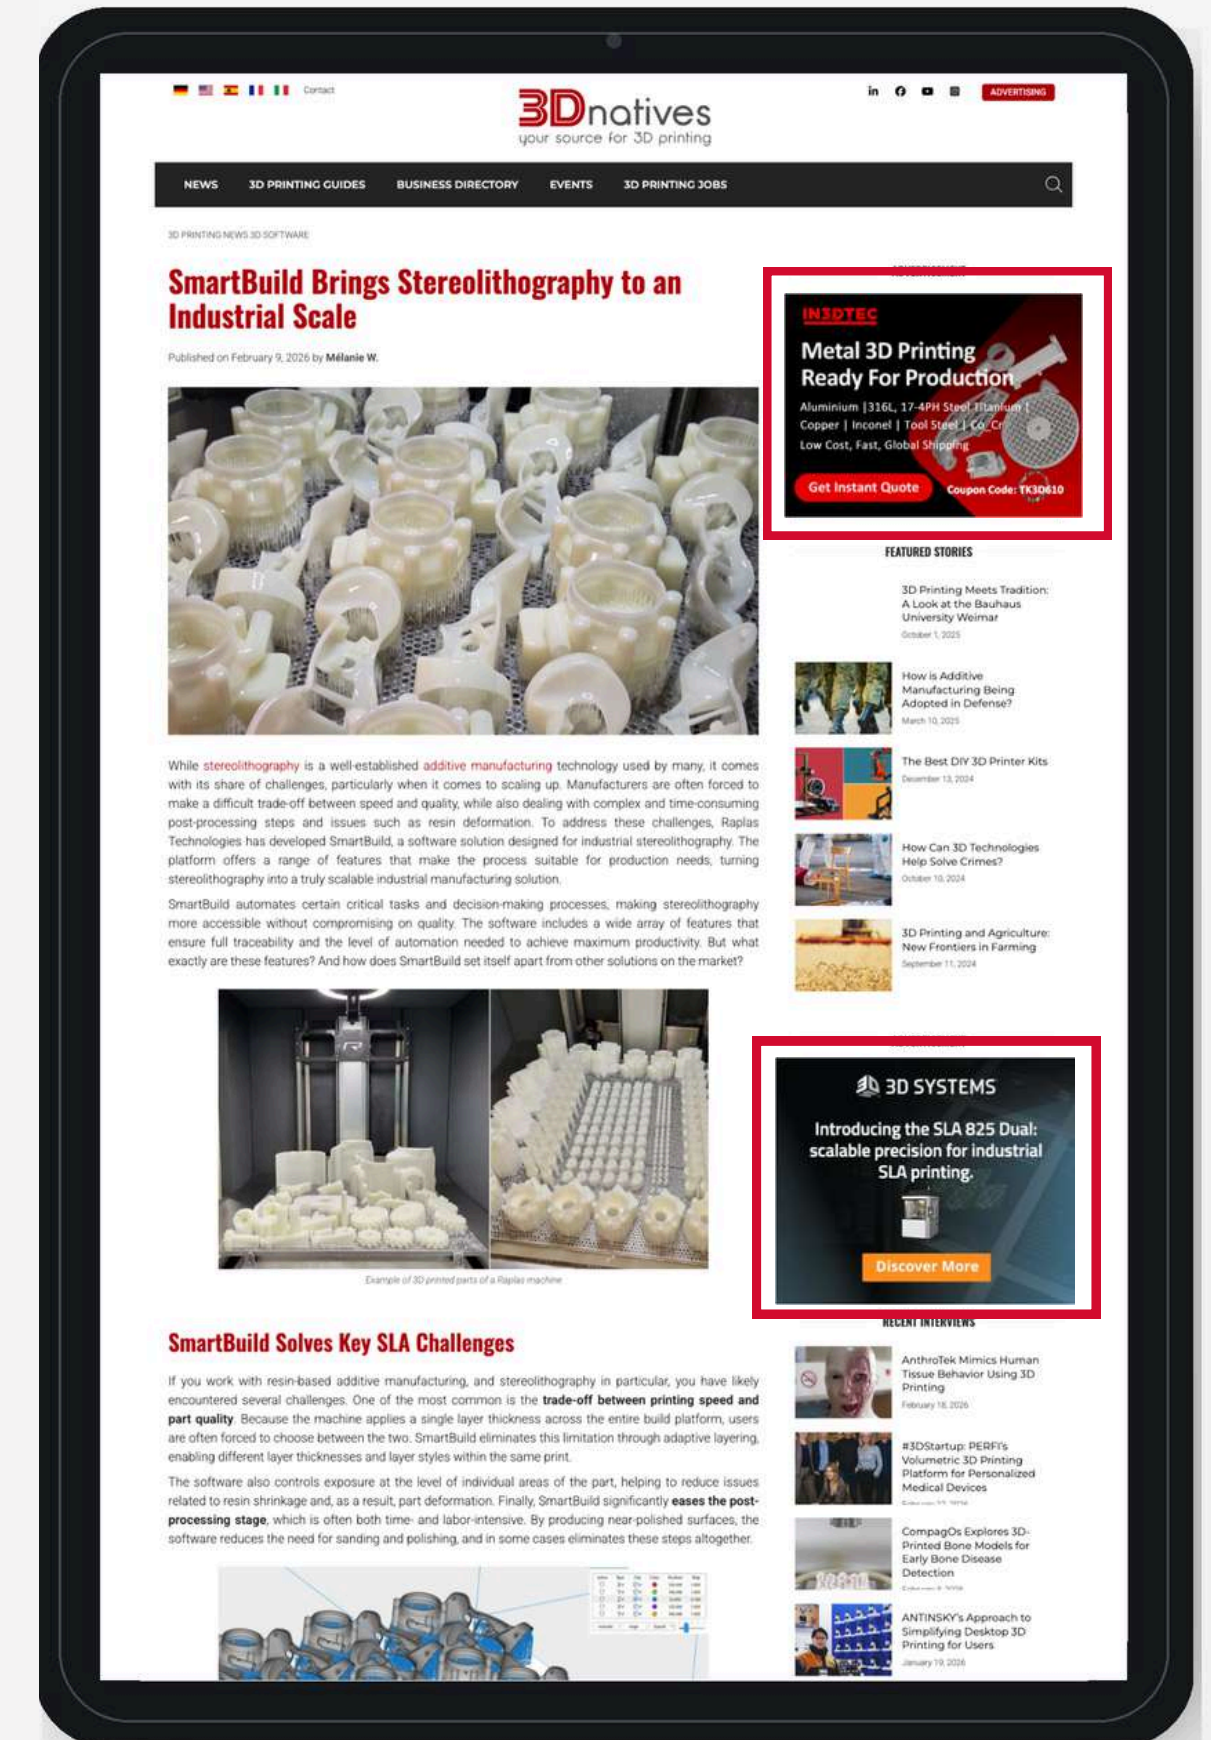 Contact
3Dnatives
your source for 3D printing
in
ADVERTISING
NEWS 3D PRINTING GUIDES BUSINESS DIRECTORY EVENTS 3D PRINTING JOBS
3D PRINTING NEWS 3D SOFTWARE
SmartBuild Brings Stereolithography to an
Industrial Scale
Published on February 9, 2026 by Mélanie W.
While stereolithography is a well-established additive manufacturing technology used by many, it comes
with its share of challenges, particularly when it comes to scaling up. Manufacturers are often forced to
make a difficult trade-off between speed and quality, while also dealing with complex and time-consuming
post-processing steps and issues such as resin deformation. To address these challenges, Raplas
Technologies has developed SmartBuild, a software solution designed for industrial stereolithography. The
platform offers a range of features that make the process suitable for production needs, turning
stereolithography into a truly scalable industrial manufacturing solution.
SmartBuild automates certain critical tasks and decision-making processes, making stereolithography
more accessible without compromising on quality. The software includes a wide array of features that
ensure full traceability and the level of automation needed to achieve maximum productivity. But what
exactly are these features? And how does SmartBuild set itself apart from other solutions on the market?
Example of 3D printed parts of a Raplas machine
SmartBuild Solves Key SLA Challenges
If you work with resin-based additive manufacturing, and stereolithography in particular, you have likely
encountered several challenges. One of the most common is the trade-off between printing speed and
part quality. Because the machine applies a single layer thickness across the entire build platform, users
are often forced to choose between the two. SmartBuild eliminates this limitation through adaptive layering,
enabling different layer thicknesses and layer styles within the same print.
The software also controls exposure at the level of individual areas of the part, helping to reduce issues
related to resin shrinkage and, as a result, part deformation. Finally, SmartBuild significantly eases the post-
processing stage, which is often both time- and labor-intensive. By producing near-polished surfaces, the
software reduces the need for sanding and polishing, and in some cases eliminates these steps altogether.
IN3DTEC
Metal 3D Printing
Ready For Production
Aluminium |316L, 17-4PH Steel Titanium |
Copper | Inconel | Tool Steel | Co_Cr
Low Cost, Fast, Global Shipping
Get Instant Quote
Coupon Code: TK3D610
FEATURED STORIES
3D Printing Meets Tradition:
A Look at the Bauhaus
University Weimar
October 1, 2025
How is Additive
Manufacturing Being
Adopted in Defense?
March 10, 2025
The Best DIY 3D Printer Kits
December 13, 2024
How Can 3D Technologies
Help Solve Crimes?
October 10, 2024
3D Printing and Agriculture:
New Frontiers in Farming
September 11, 2024
3D SYSTEMS
Introducing the SLA 825 Dual:
scalable precision for industrial
SLA printing.
Discover More
RECENT INTERVIEWS
AnthroTek Mimics Human
Tissue Behavior Using 3D
Printing
February 18, 2026
#3DStartup: PERFI's
Volumetric 3D Printing
Platform for Personalized
Medical Devices
CompagOs Explores 3D-
Printed Bone Models for
Early Bone Disease
Detection
ANTINSKY's Approach to
Simplifying Desktop 3D
Printing for Users
January 19, 2026